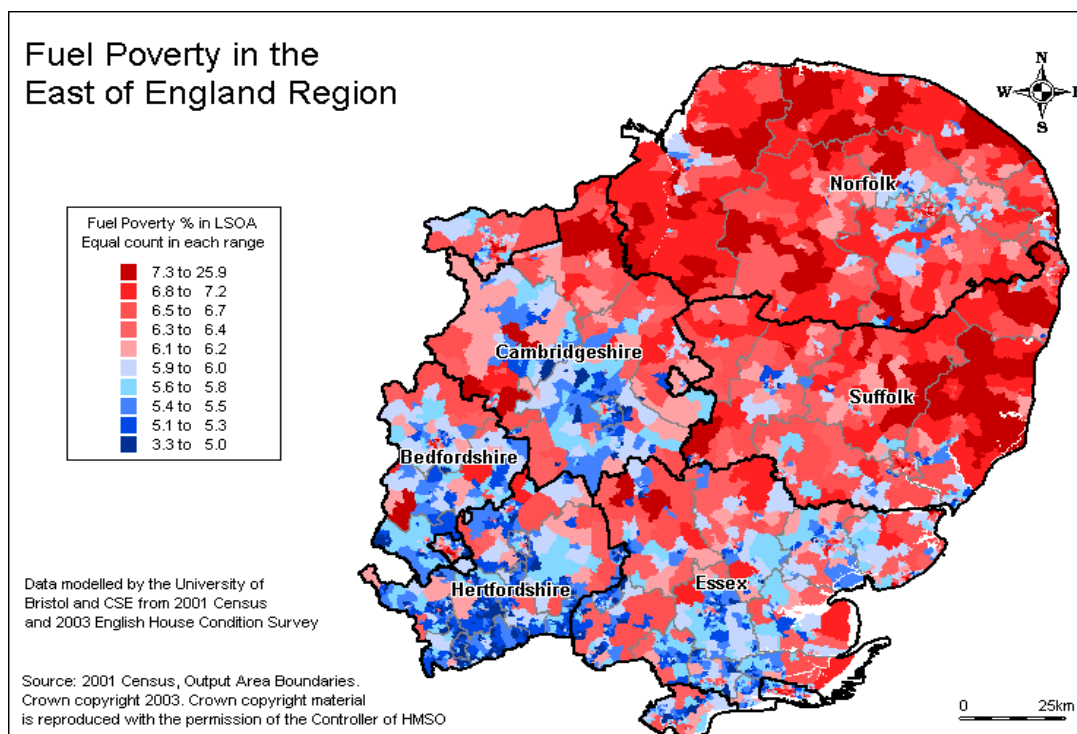 Fuel Poverty in the
East of England Region
N
W
E
S
Norfolk
Fuel Poverty % in LSOA
Equal count in each range
7.3 to 25.9
6.8 to 7.2
6.5 to 6.7
6.3 to 6.4
6.1 to 6.2
5.9 to 6.0
5.6 to 5.8
5.4 to 5.5
5.1 to 5.3
3.3 to 5.0
Cambridgeshire
Suffolk
Bedfordshire
Hertfordshire
Essex
Data modelled by the University of
Bristol and CSE from 2001 Census
and 2003 English House Condition Survey
Source: 2001 Census, Output Area Boundaries.
Crown copyright 2003. Crown copyright material
is reproduced with the permission of the Controller of HMSO
0 25km